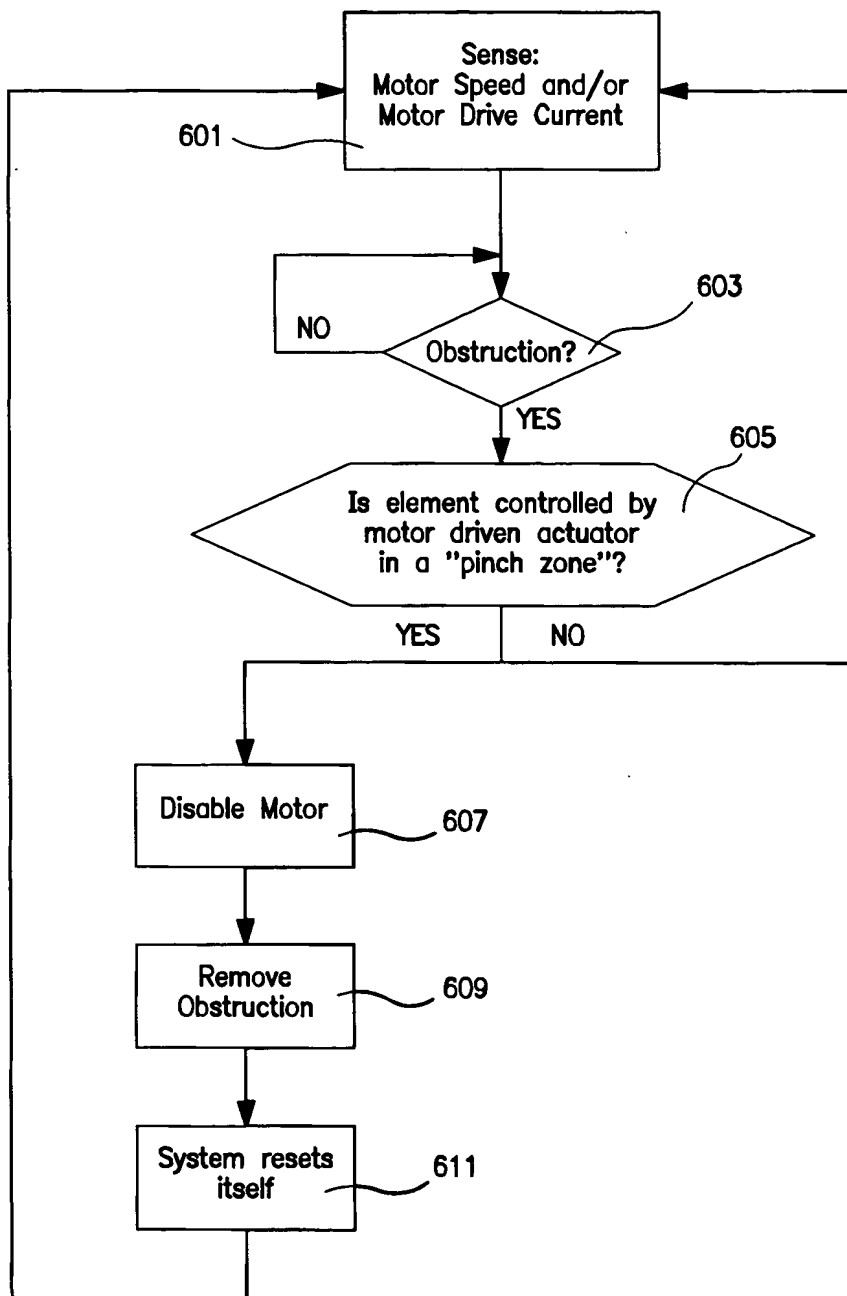 Sense:
Motor Speed and/or
Motor Drive Current
601
603
NO
Obstruction?
YES
605
Is element controlled by
motor driven actuator
in a "pinch zone"?
YES
NO
Disable Motor
607
Remove
Obstruction
609
System resets
itself
611